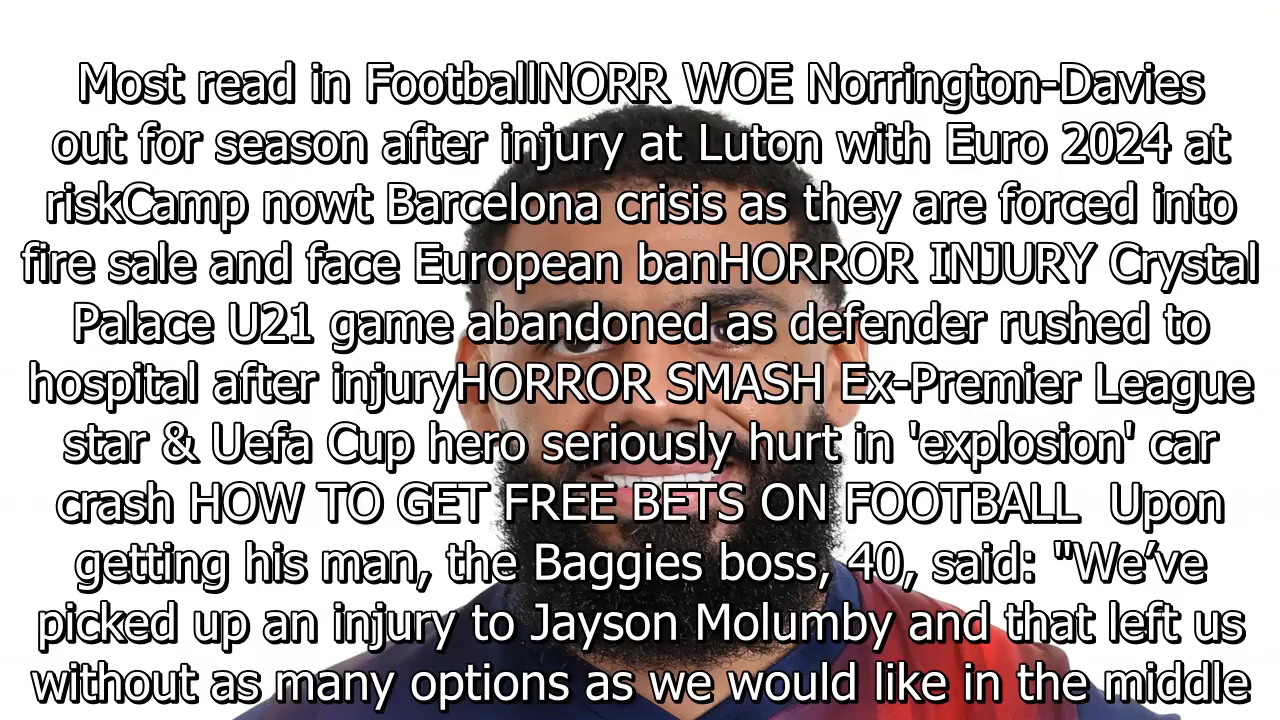 Most read in FootballNORR WOE Norrington-Davies
out for season after injury at Luton with Euro 2024 at
riskCamp nowt Barcelona crisis as they are forced into
fire sale and face European banHORROR INJURY Crystal
Palace U21 game abandoned as defender rushed to
hospital after injuryHORROR SMASH Ex-Premier League
star & Uefa Cup hero seriously hurt in 'explosion' car
crash HOW TO GET FREE BETS ON FOOTBALL  Upon
getting his man, the Baggies boss, 40, said: "We’ve
picked up an injury to Jayson Molumby and that left us
without as many options as we would like in the middle